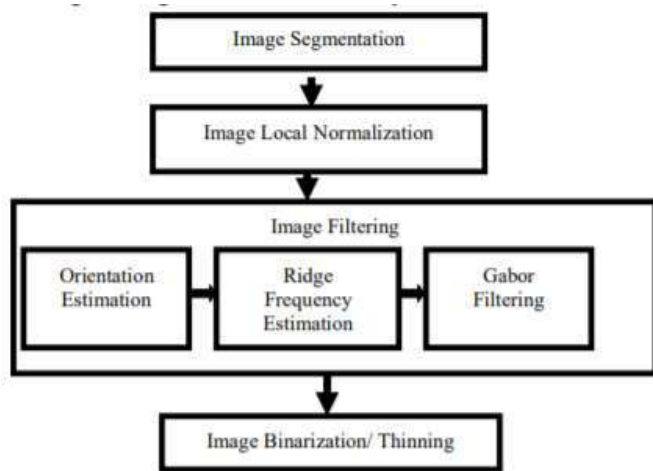 Image Segmentation
Image Local Normalization
Image Filtering
Orientation
Estimation
Ridge
Frequency
Estimation
Gabor
Filtering
Image Binarization/ Thinning